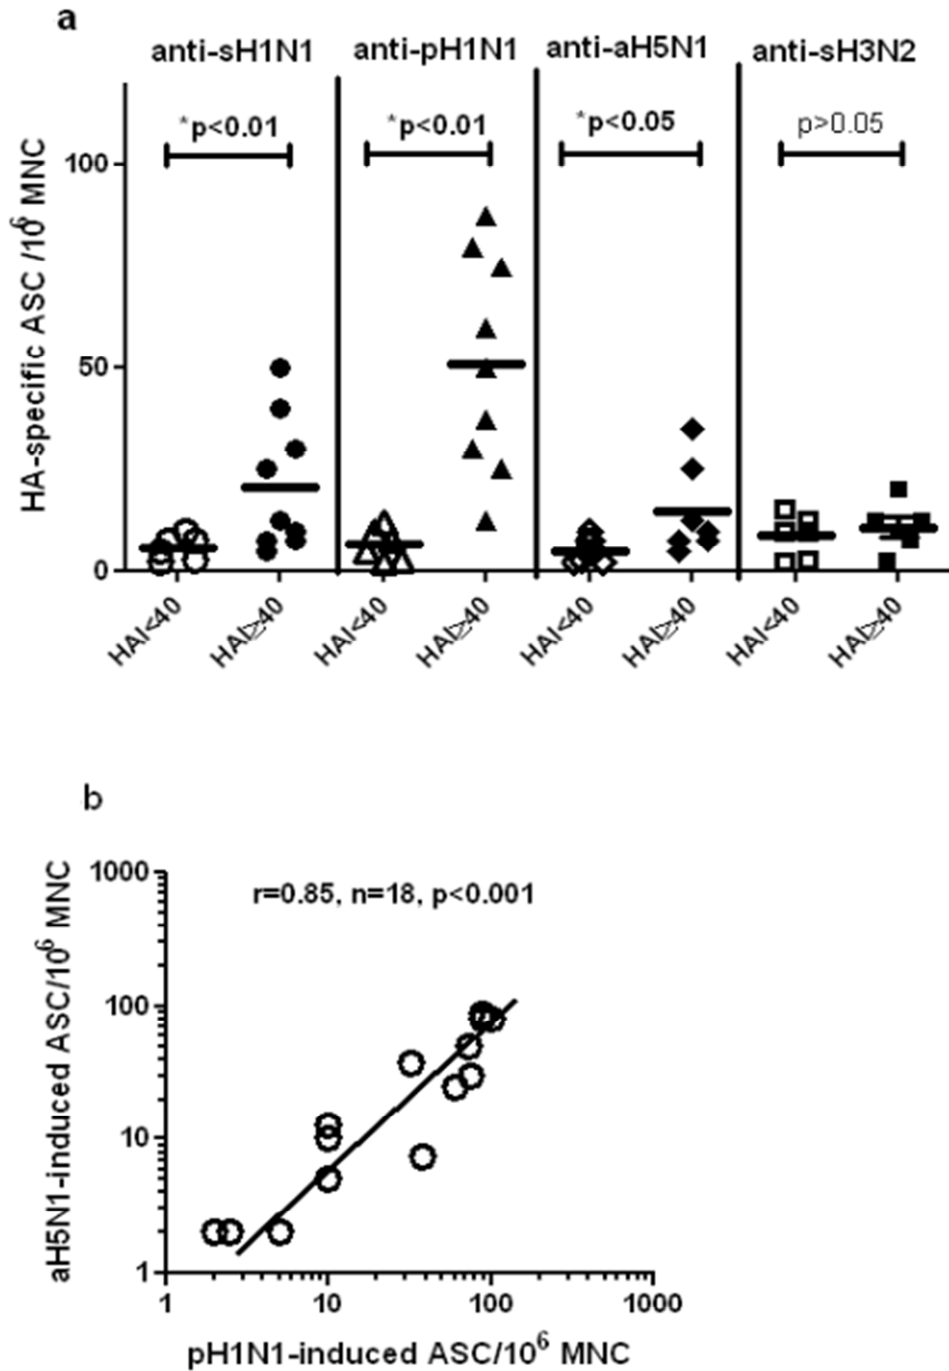 a
anti-sH1N1 anti-pH1N1 anti-aH5N1 anti-sH3N2
*p<0.01 *p<0.01 *p<0.05 p>0.05
HA-specific ASC /10⁶ MNC
100
50
0
HAI<40 HAI≥40 HAI<40 HAI≥40 HAI<40 HAI≥40 HAI<40 HAI≥40
b
r=0.85, n=18, p<0.001
aH5N1-induced ASC/10⁶ MNC
1000
100
10
1
1 10 100 1000
pH1N1-induced ASC/10⁶ MNC